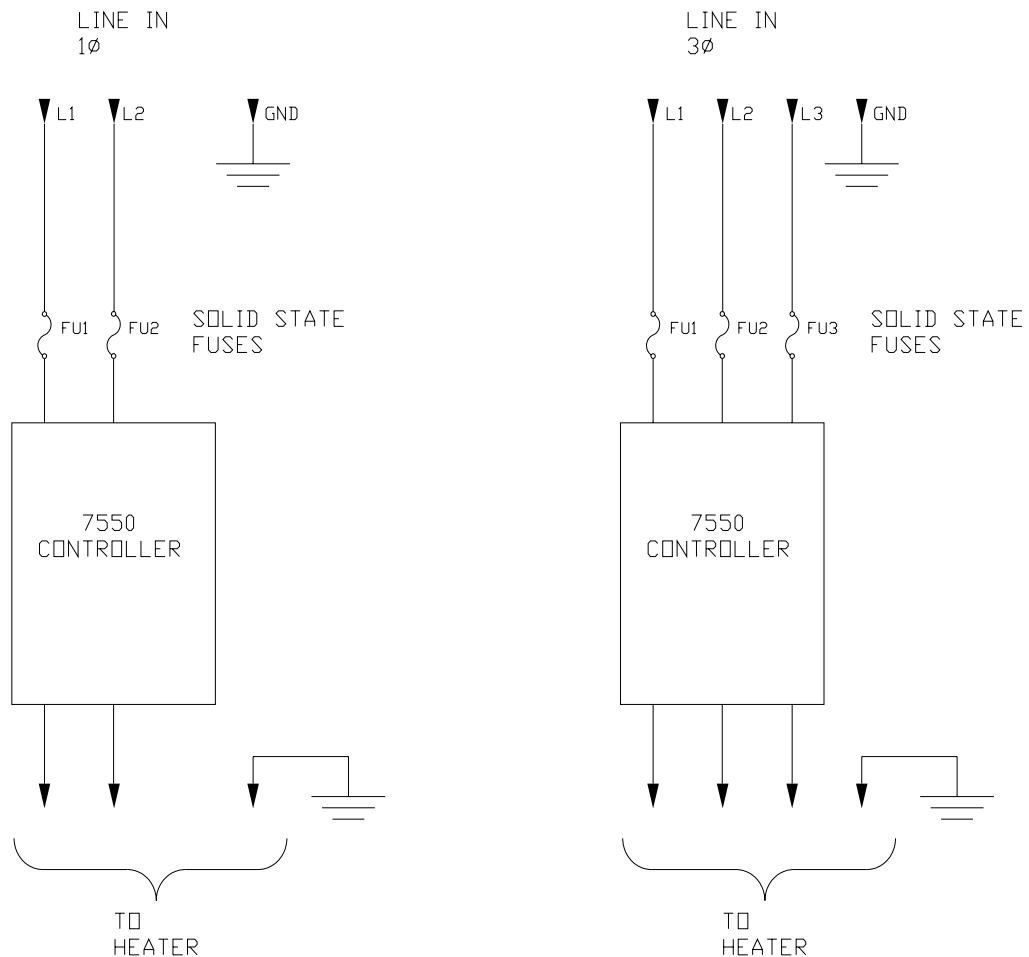 LINE IN
1Ø
L1
L2
GND
FU1
FU2
SOLID STATE
FUSES
7550
CONTROLLER
TO
HEATER
LINE IN
3Ø
L1
L2
L3
GND
FU1
FU2
FU3
SOLID STATE
FUSES
7550
CONTROLLER
TO
HEATER